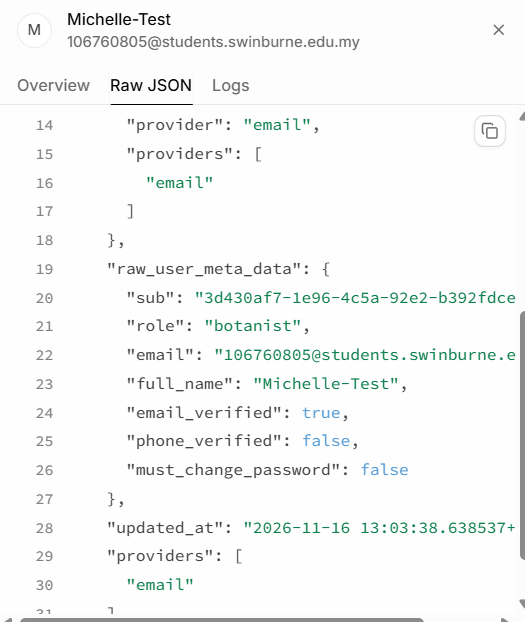 M
Michelle-Test
106760805@students.swinburne.edu.my
Overview Raw JSON Logs
14 "provider": "email",
15 "providers": [
16 "email"
17 ]
18 },
19 "raw_user_meta_data": {
20 "sub": "3d430af7-1e96-4c5a-92e2-b392fdce
21 "role": "botanist",
22 "email": "106760805@students.swinburne.e
23 "full_name": "Michelle-Test",
24 "email_verified": true,
25 "phone_verified": false,
26 "must_change_password": false
27 },
28 "updated_at": "2026-11-16 13:03:38.638537+
29 "providers": [
30 "email"
31 ]